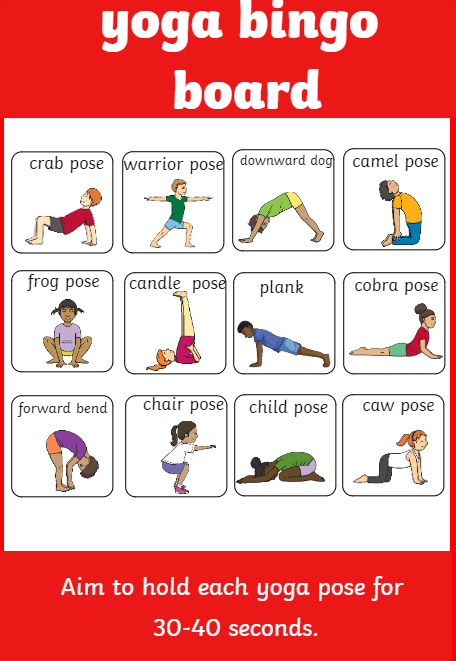 yoga bingo
board
crab pose
warrior pose
downward dog
camel pose
frog pose
candle pose
plank
cobra pose
forward bend
chair pose
child pose
caw pose
Aim to hold each yoga pose for
30-40 seconds.